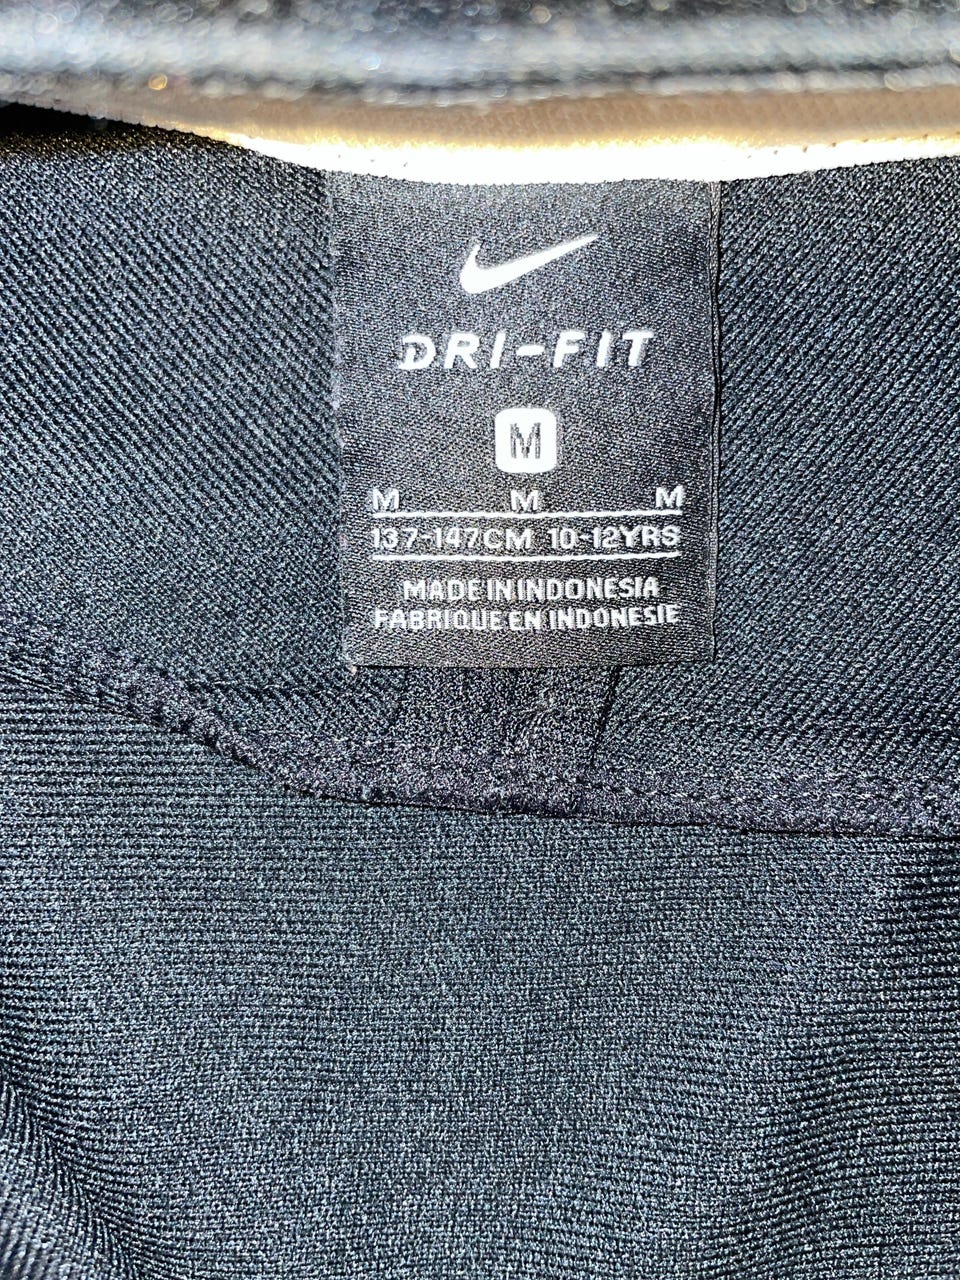 DRI-FIT
M
M M M
137-147CM 10-12YRS
MADE IN INDONESIA
FABRIQUE EN INDONESIE